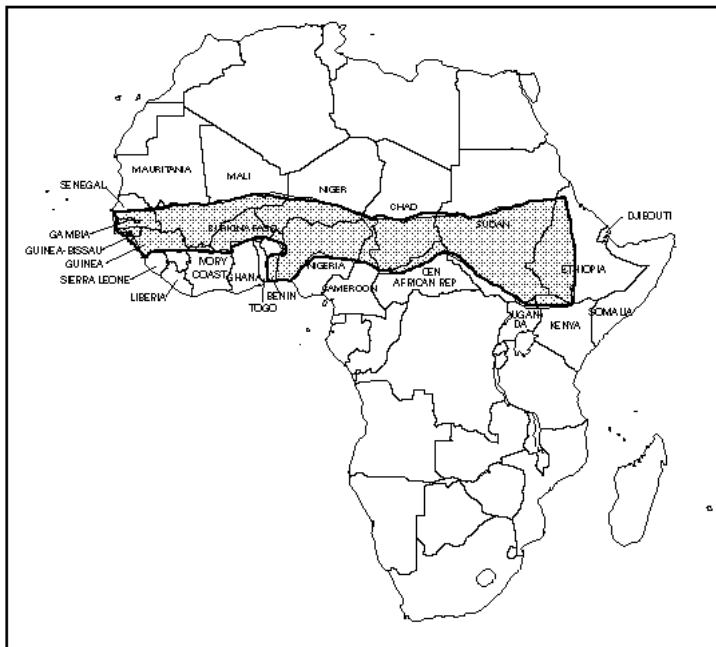 MAURITANIA
MALI
NIGER
CHAD
SENEGAL
SUDAN
DJIBOUTI
GAMBIA
BURKINA FASO
GUINEA-BISSAU
GUINEA
IVORY
COAST
GHANA
NIGERIA
CEN
AFRICAN REP
ETHIOPIA
SIERRA LEONE
LIBERIA
BENIN
TOGO
CAMEROON
UGAN
DA
KENYA
SOMALIA